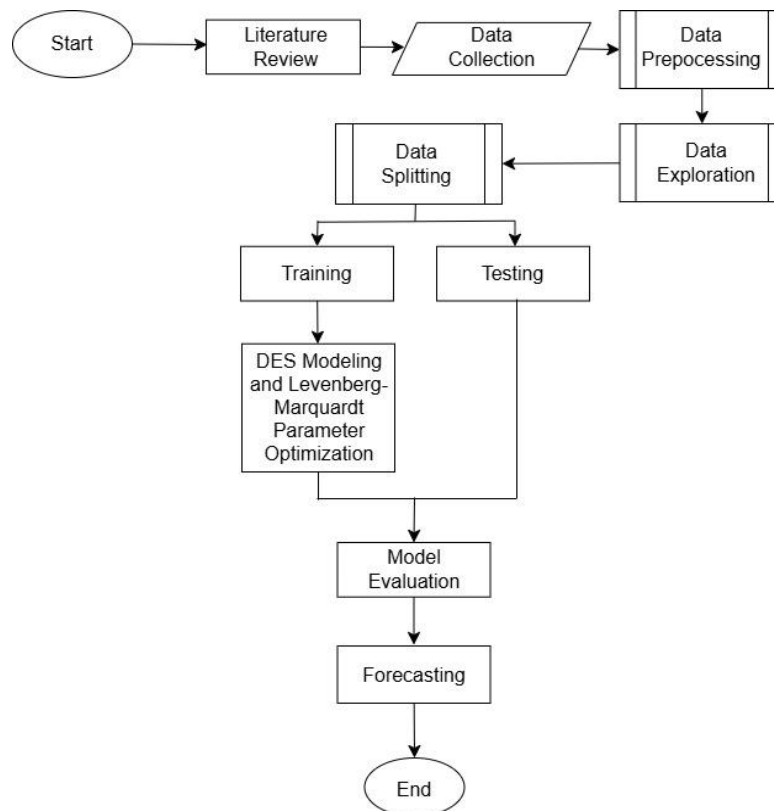 Start
Literature
Review
Data
Collection
Data
Prepocessing
Data
Exploration
Data
Splitting
Training
Testing
DES Modeling
and Levenberg-
Marquardt
Parameter
Optimization
Model
Evaluation
Forecasting
End